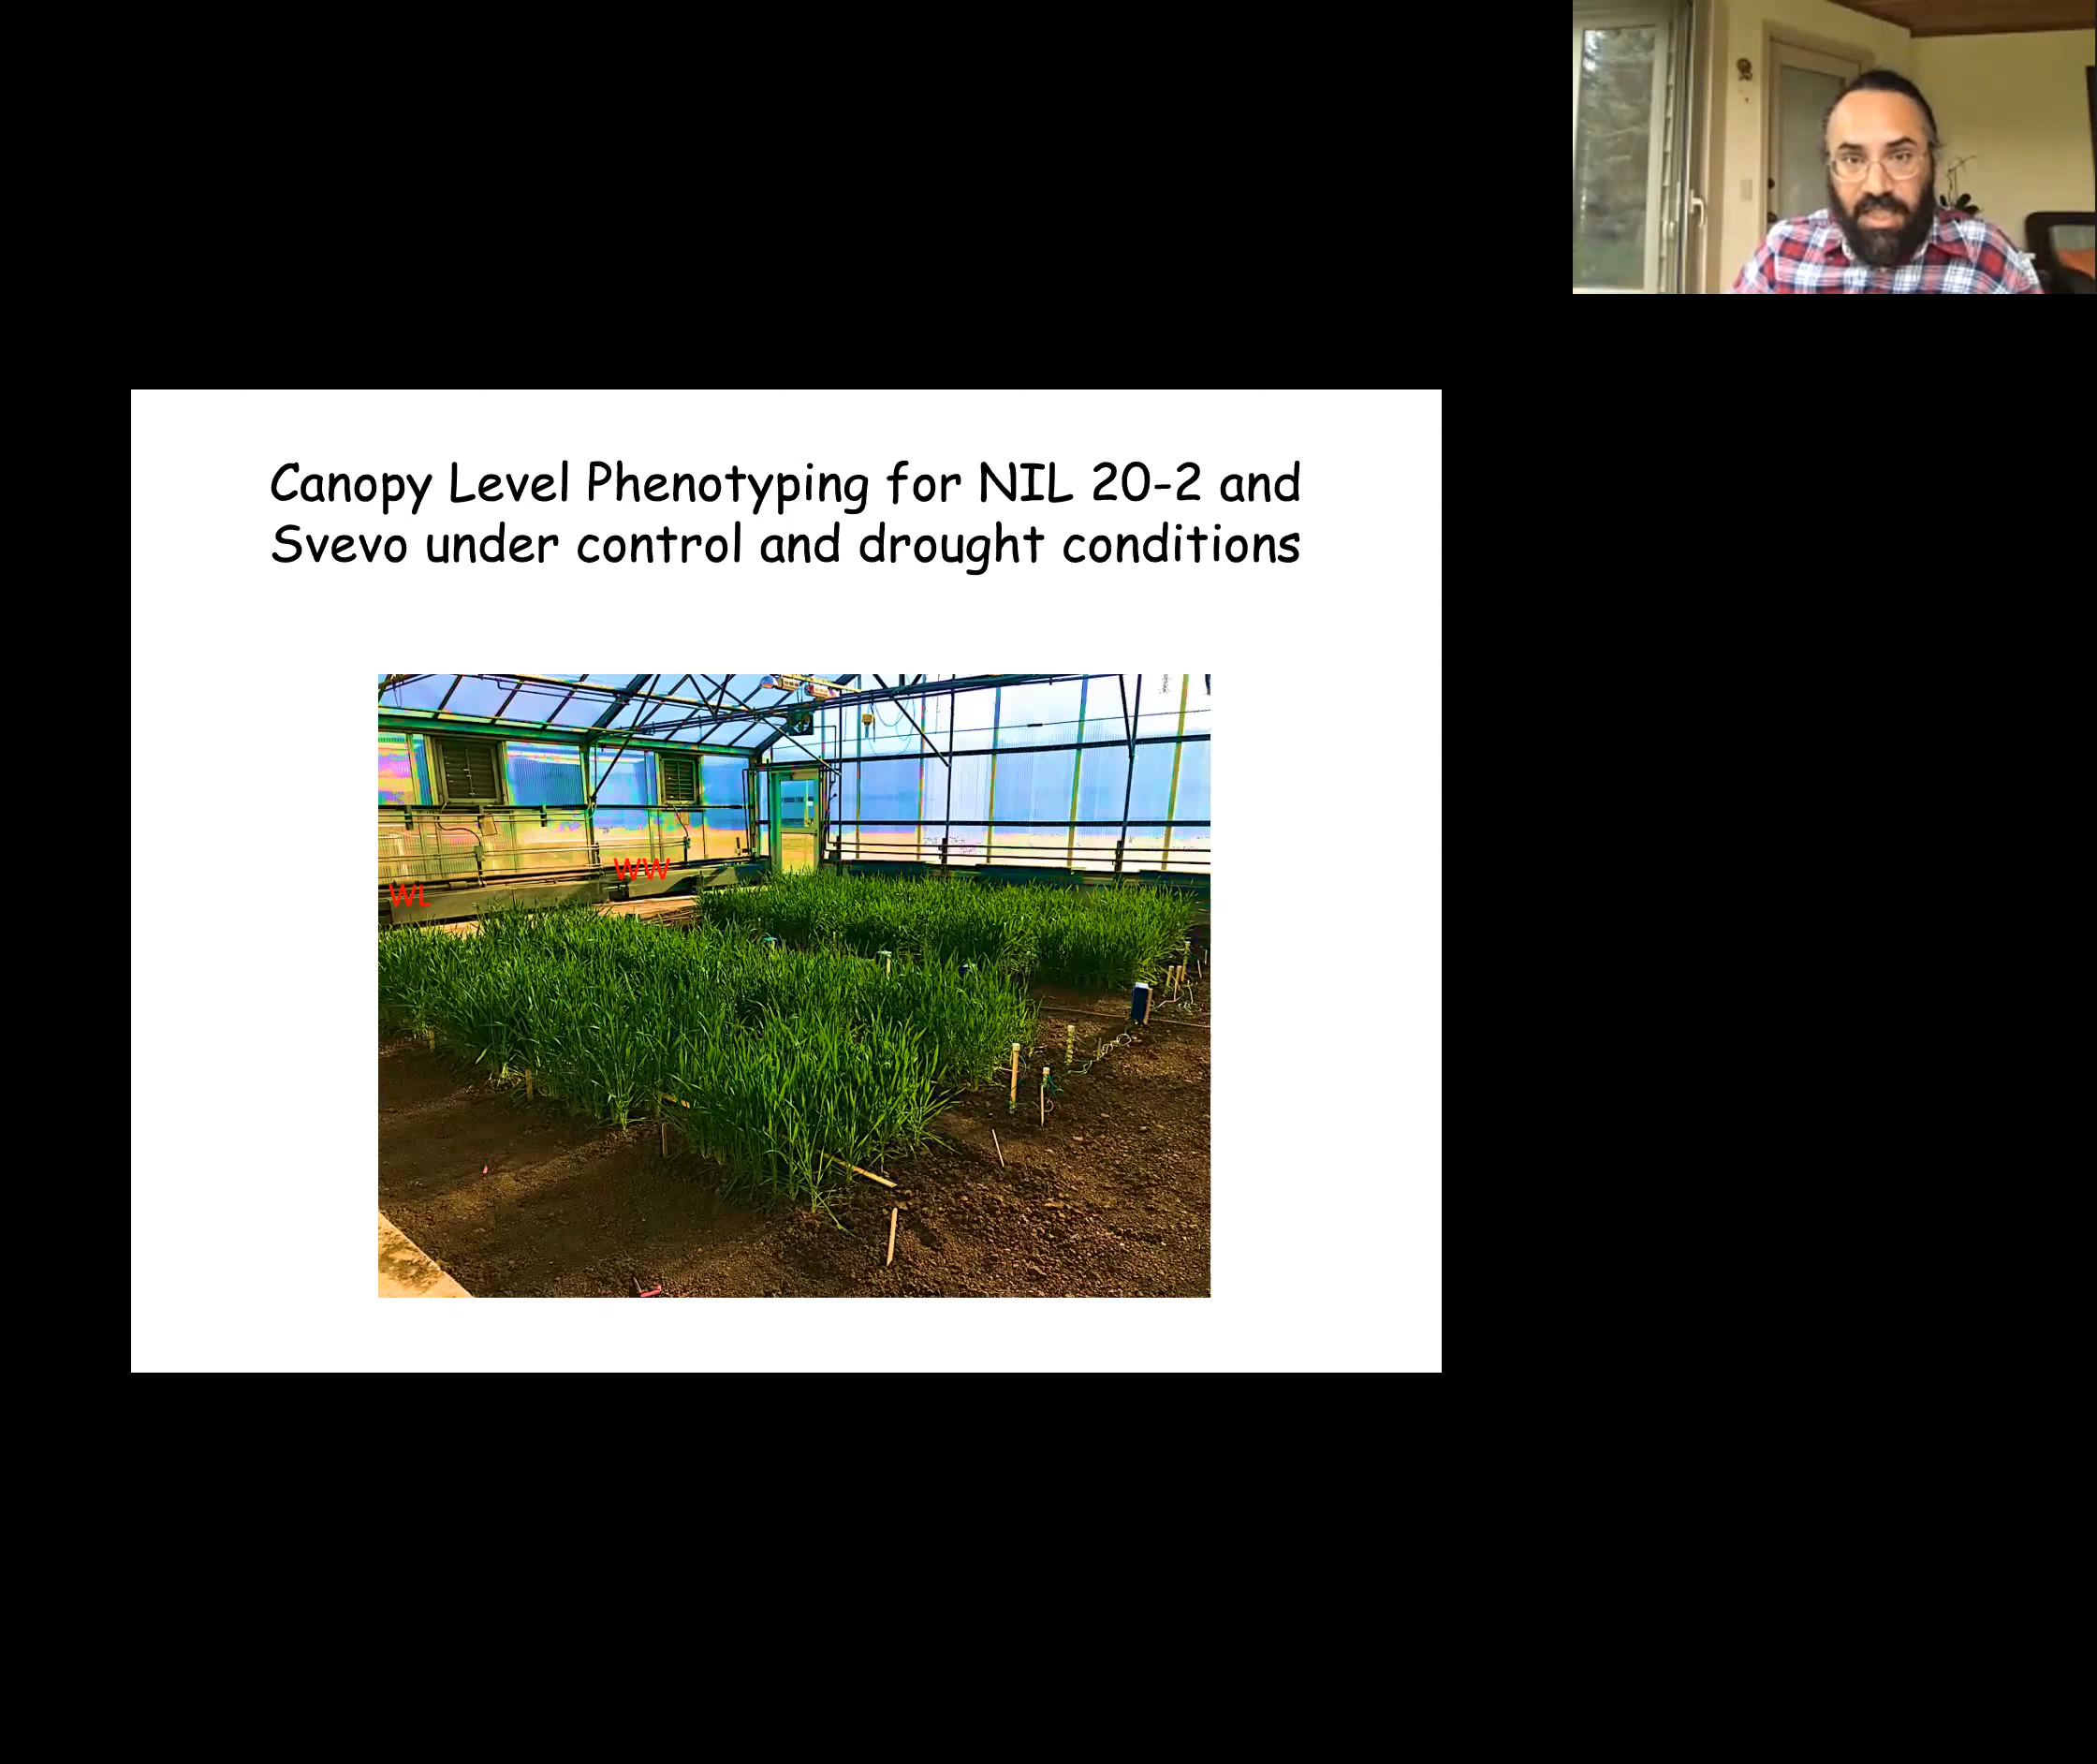 Canopy Level Phenotyping for NIL 20-2 and
Svevo under control and drought conditions
WW
WL